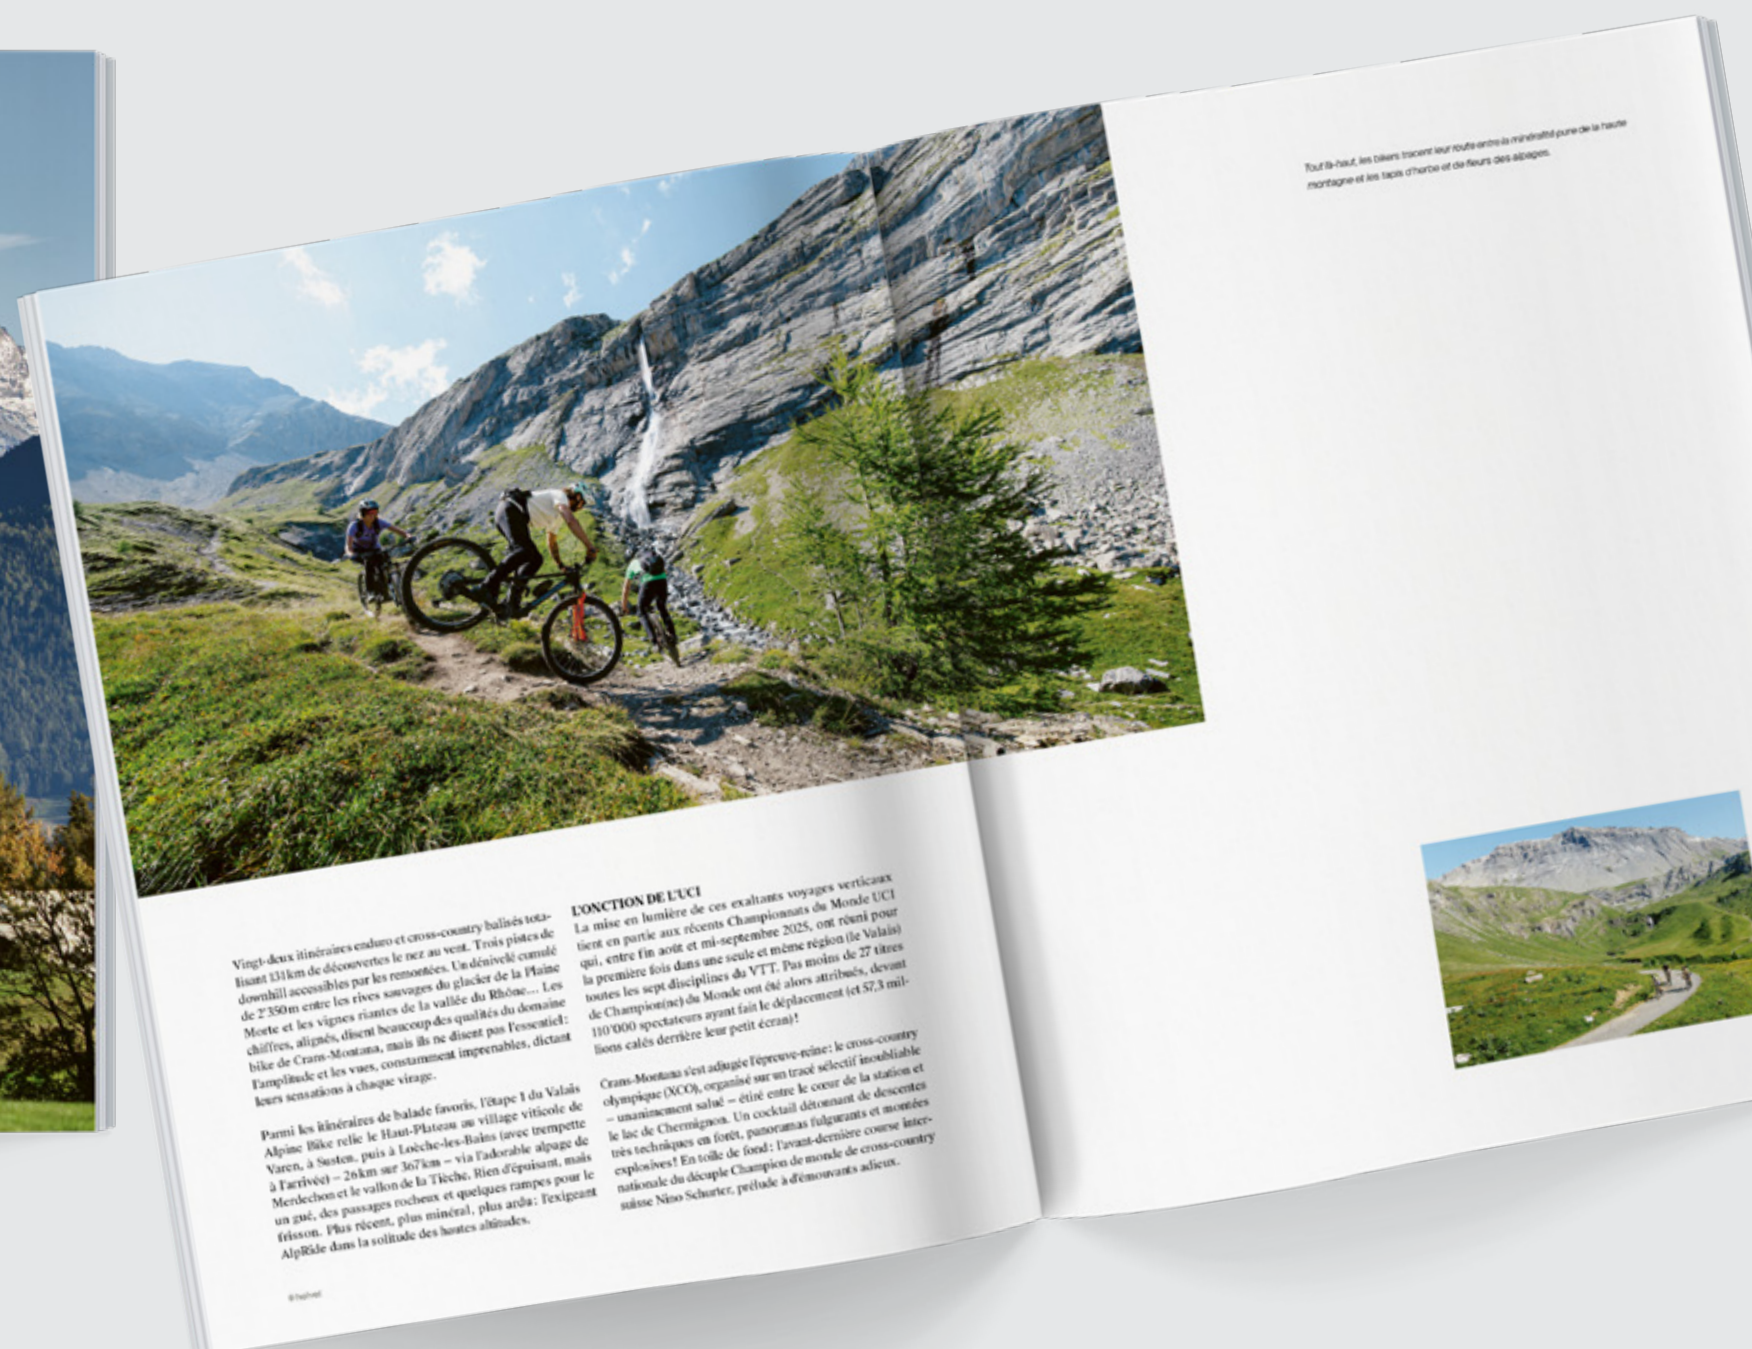 Tout là-haut, les bikers tracent leur route entre la minéralité pure de la haute
montagne et les tapis d'herbe et de fleurs des alpages.
Vingt-deux itinéraires enduro et cross-country balisés tota-
lisant 131 km de découvertes le nez au vent. Trois pistes de
downhill accessibles par les remontées. Un dénivelé cumulé
de 2'350 m entre les rives sauvages du glacier de la Plaine
Morte et les vignes riantes de la vallée du Rhône... Les
chiffres, alignés, disent beaucoup des qualités du domaine
bike de Crans-Montana, mais ils ne disent pas l'essentiel:
l'amplitude et les vues, constamment imprenables, dictant
leurs sensations à chaque virage.
Parmi les itinéraires de balade favoris, l'étape 1 du Valais
Alpine Bike relie le Haut-Plateau au village viticole de
Varen, à Susten, puis à Loèche-les-Bains (avec trempette
à l'arrivée) – 26 km sur 367 km – via l'adorable alpage de
Merdechon et le vallon de la Tièche. Rien d'épuisant, mais
un gué, des passages rocheux et quelques rampes pour le
frisson. Plus récent, plus minéral, plus ardu: l'exigeant
AlpRide dans la solitude des hautes altitudes.
L'ONCTION DE L'UCI
La mise en lumière de ces exaltants voyages verticaux
tient en partie aux récents Championnats du Monde UCI
qui, entre fin août et mi-septembre 2025, ont réuni pour
la première fois dans une seule et même région (le Valais)
toutes les sept disciplines du VTT. Pas moins de 27 titres
de Champion(ne) du Monde ont été alors attribués, devant
110'000 spectateurs ayant fait le déplacement (et 57,3 mil-
lions calés derrière leur petit écran)!
Crans-Montana s'est adjugée l'épreuve-reine: le cross-country
olympique (XCO), organisé sur un tracé sélectif inoubliable
– unanimement salué – étiré entre le cœur de la station et
le lac de Chermignon. Un cocktail détonnant de descentes
très techniques en forêt, panoramas fulgurants et montées
explosives! En toile de fond: l'avant-dernière course inter-
nationale du décuple Champion de monde de cross-country
suisse Nino Schurter, prélude à d'émouvants adieux.